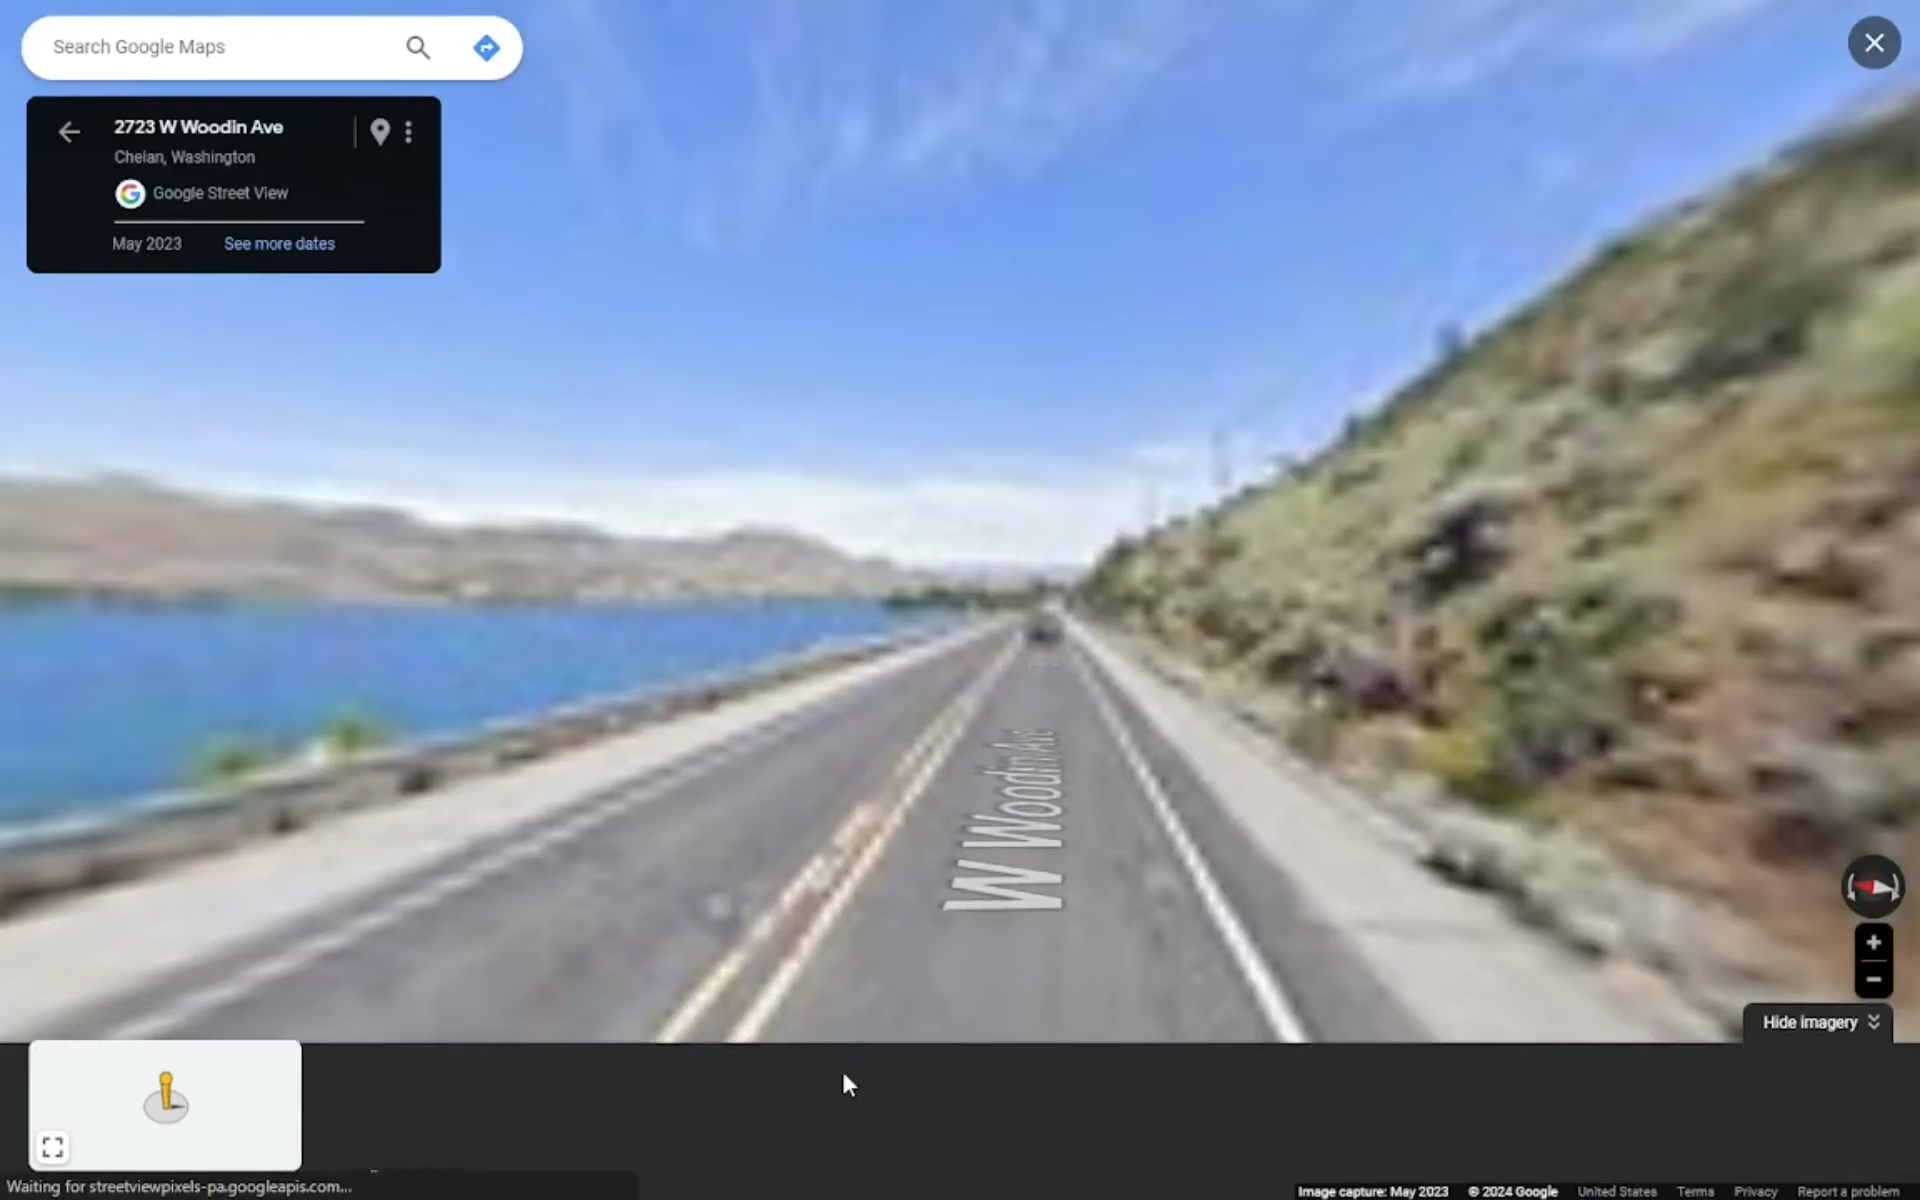 Search Google Maps
2723 W Woodin Ave
Chelan, Washington
Google Street View
May 2023 See more dates
W Woodin Ave
Hide imagery
Waiting for streetviewpixels-pa.googleapis.com...
Image capture: May 2023 © 2024 Google United States Terms Privacy Report a problem